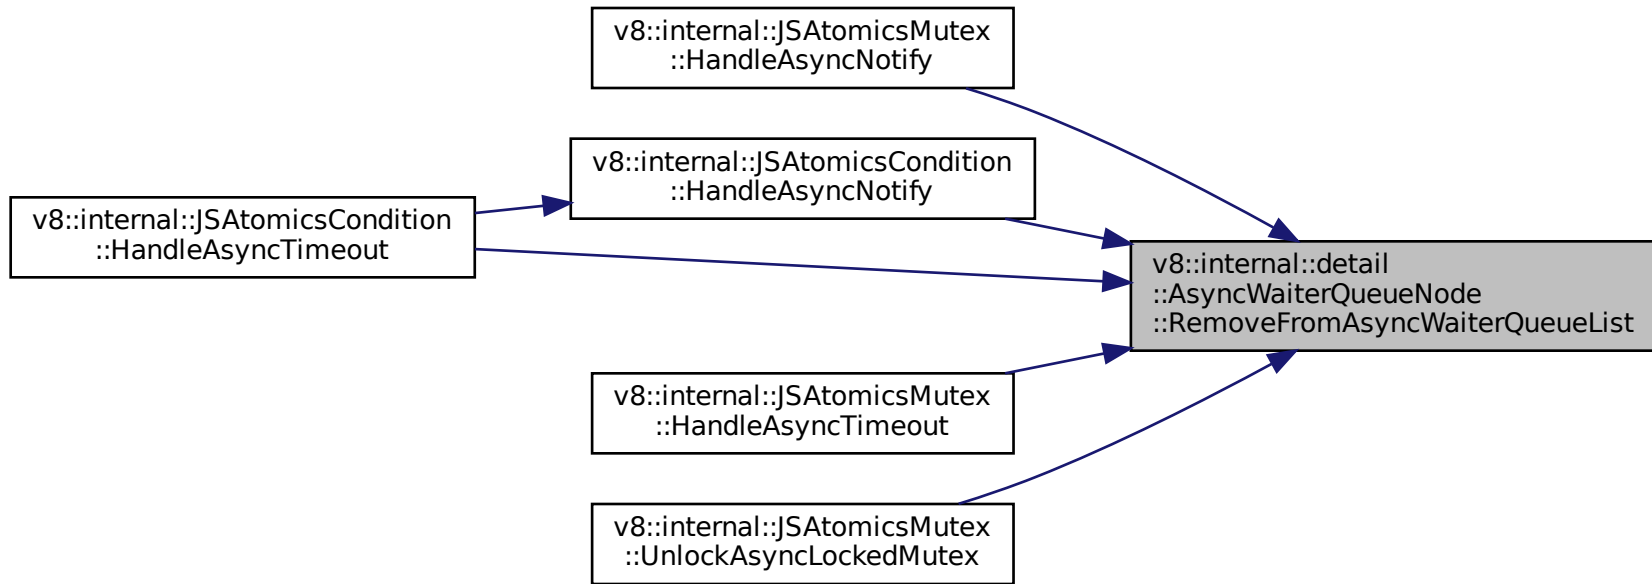 v8::internal::JSAtomicsMutex
::HandleAsyncNotify
v8::internal::JSAtomicsCondition
::HandleAsyncNotify
v8::internal::JSAtomicsCondition
::HandleAsyncTimeout
v8::internal::detail
::AsyncWaiterQueueNode
::RemoveFromAsyncWaiterQueueList
v8::internal::JSAtomicsMutex
::HandleAsyncTimeout
v8::internal::JSAtomicsMutex
::UnlockAsyncLockedMutex